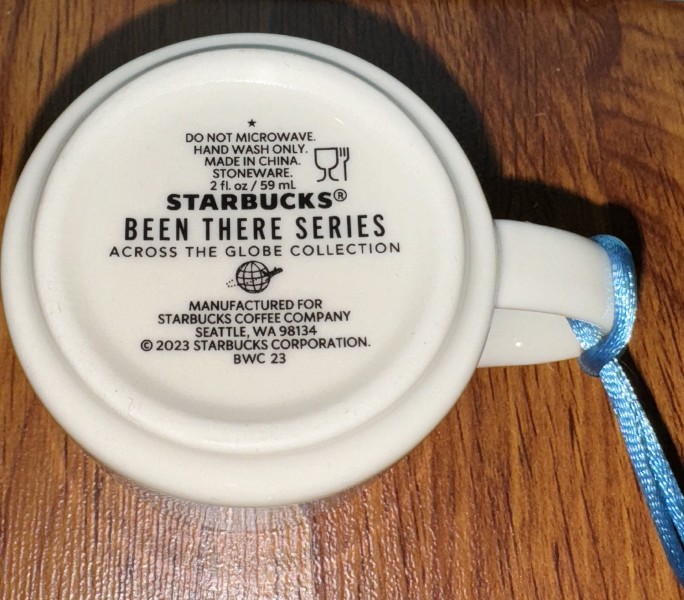 DO NOT MICROWAVE.
HAND WASH ONLY.
MADE IN CHINA.
STONEWARE.
2 fl. oz / 59 mL
STARBUCKS®
BEEN THERE SERIES
ACROSS THE GLOBE COLLECTION
MANUFACTURED FOR
STARBUCKS COFFEE COMPANY
SEATTLE, WA 98134
© 2023 STARBUCKS CORPORATION.
BWC 23